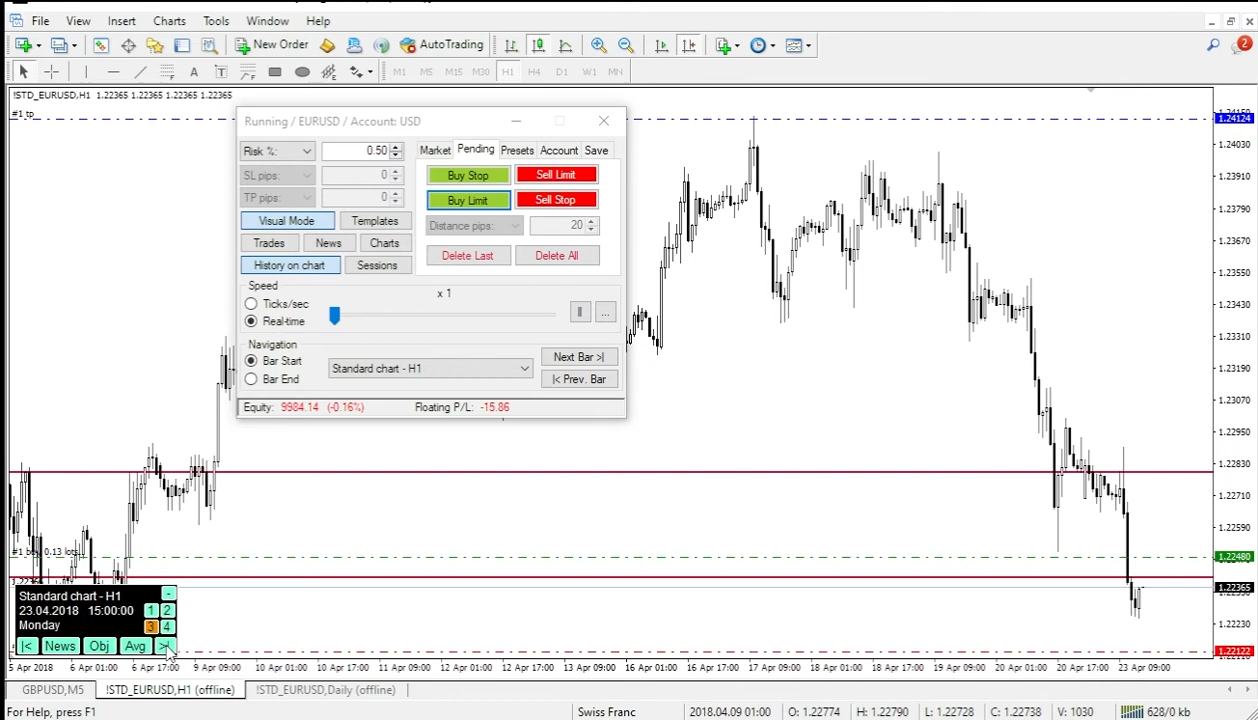 File View Insert Charts Tools Window Help
New Order AutoTrading 2
A T M1 M5 M15 M30 H1 H4 D1 W1 MN
!STD_EURUSD,H1 1.22365 1.22365 1.22365 1.22365
#1 tp
Running / EURUSD / Account: USD
Risk %: 0.50
SL pips: 0
TP pips: 0
Visual Mode Templates
Trades News Charts
History on chart Sessions
Market Pending Presets Account Save
Buy Stop Sell Limit
Buy Limit Sell Stop
Distance pips: 20
Delete Last Delete All
Speed
x 1
Ticks/sec
Real-time
...
Navigation
Bar Start
Bar End
Standard chart - H1
Next Bar >|
|< Prev. Bar
Equity: 9984.14 (-0.16%) Floating P/L: -15.86
1.24124
1.24030
1.23910
1.23790
1.23670
1.23550
1.23430
1.23310
1.23190
1.23070
1.22950
1.22830
1.22710
1.22590
1.22480
1.22365
1.22230
1.22122
Standard chart - H1 -
23.04.2018 15:00:00 1 2
Monday 3 4
|< News Obj Avg >|
5 Apr 2018 6 Apr 01:00 6 Apr 17:00 9 Apr 09:00 10 Apr 01:00 10 Apr 17:00 11 Apr 09:00 12 Apr 01:00 12 Apr 17:00 13 Apr 09:00 16 Apr 01:00 16 Apr 17:00 17 Apr 09:00 18 Apr 01:00 18 Apr 17:00 19 Apr 09:00 20 Apr 01:00 20 Apr 17:00 23 Apr 09:00
GBPUSD,M5 !STD_EURUSD,H1 (offline) !STD_EURUSD,Daily (offline)
For Help, press F1 Swiss Franc 2018.04.09 01:00 O: 1.22774 H: 1.22790 L: 1.22728 C: 1.22738 V: 1030 628/0 kb